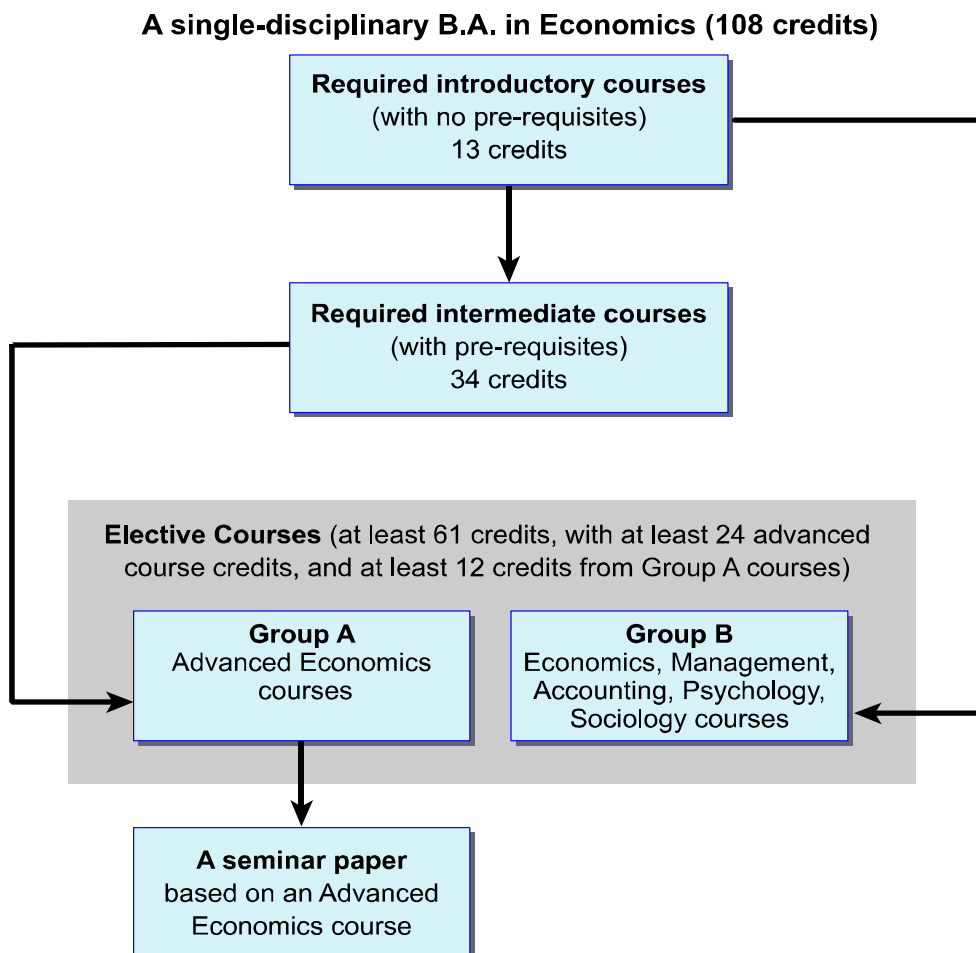 A single-disciplinary B.A. in Economics (108 credits)
Required introductory courses
(with no pre-requisites)
13 credits
Required intermediate courses
(with pre-requisites)
34 credits
Elective Courses (at least 61 credits, with at least 24 advanced
course credits, and at least 12 credits from Group A courses)
Group A
Advanced Economics
courses
Group B
Economics, Management,
Accounting, Psychology,
Sociology courses
A seminar paper
based on an Advanced
Economics course